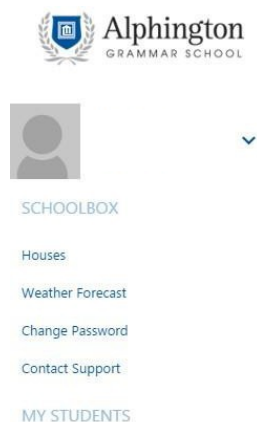 Alphington
GRAMMAR SCHOOL
SCHOOLBOX
Houses
Weather Forecast
Change Password
Contact Support
MY STUDENTS